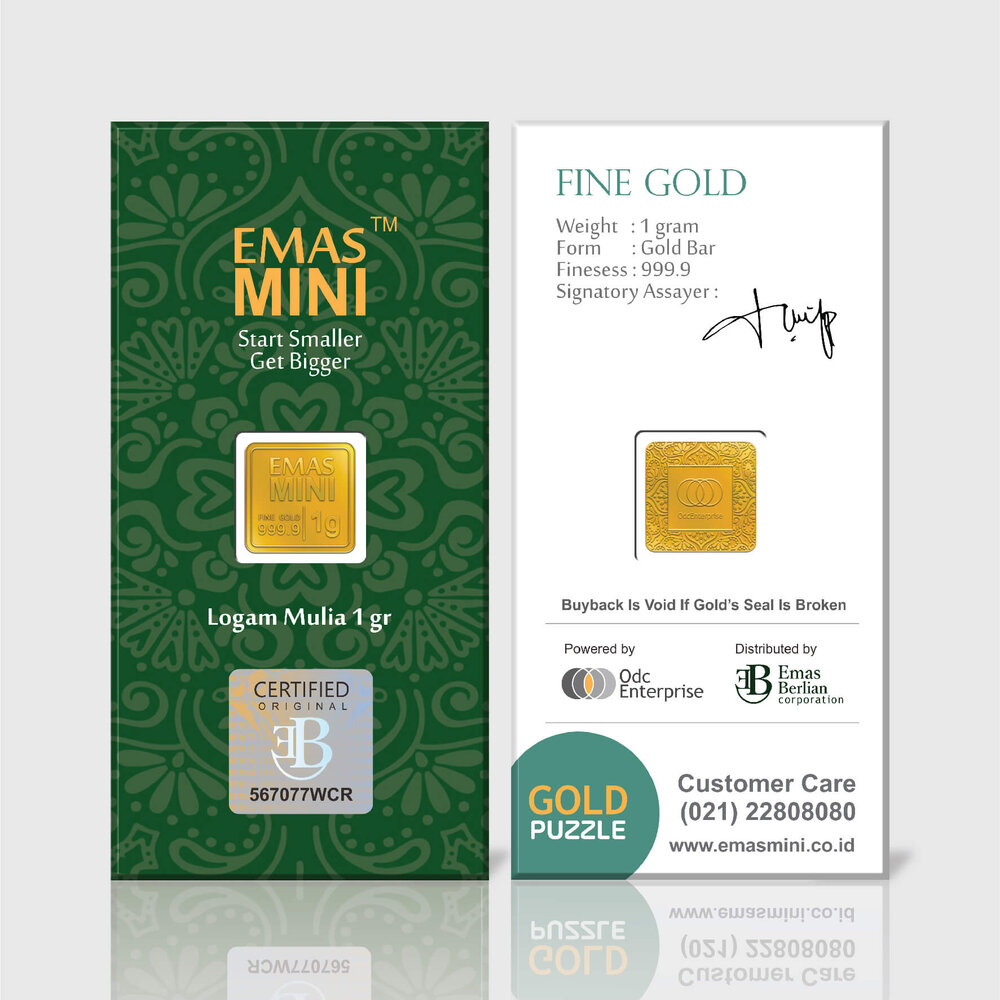 EMAS™
MINI
Start Smaller
Get Bigger
EMAS
MINI
FINE GOLD
999.9 1g
Logam Mulia 1 gr
CERTIFIED
ORIGINAL
EB
567077WCR
FINE GOLD
Weight : 1 gram
Form : Gold Bar
Finesess : 999.9
Signatory Assayer :
OdcEnterprise
Buyback Is Void If Gold's Seal Is Broken
Powered by
Odc
Enterprise
Distributed by
EB
Emas
Berlian
corporation
GOLD
PUZZLE
Customer Care
(021) 22808080
www.emasmini.co.id